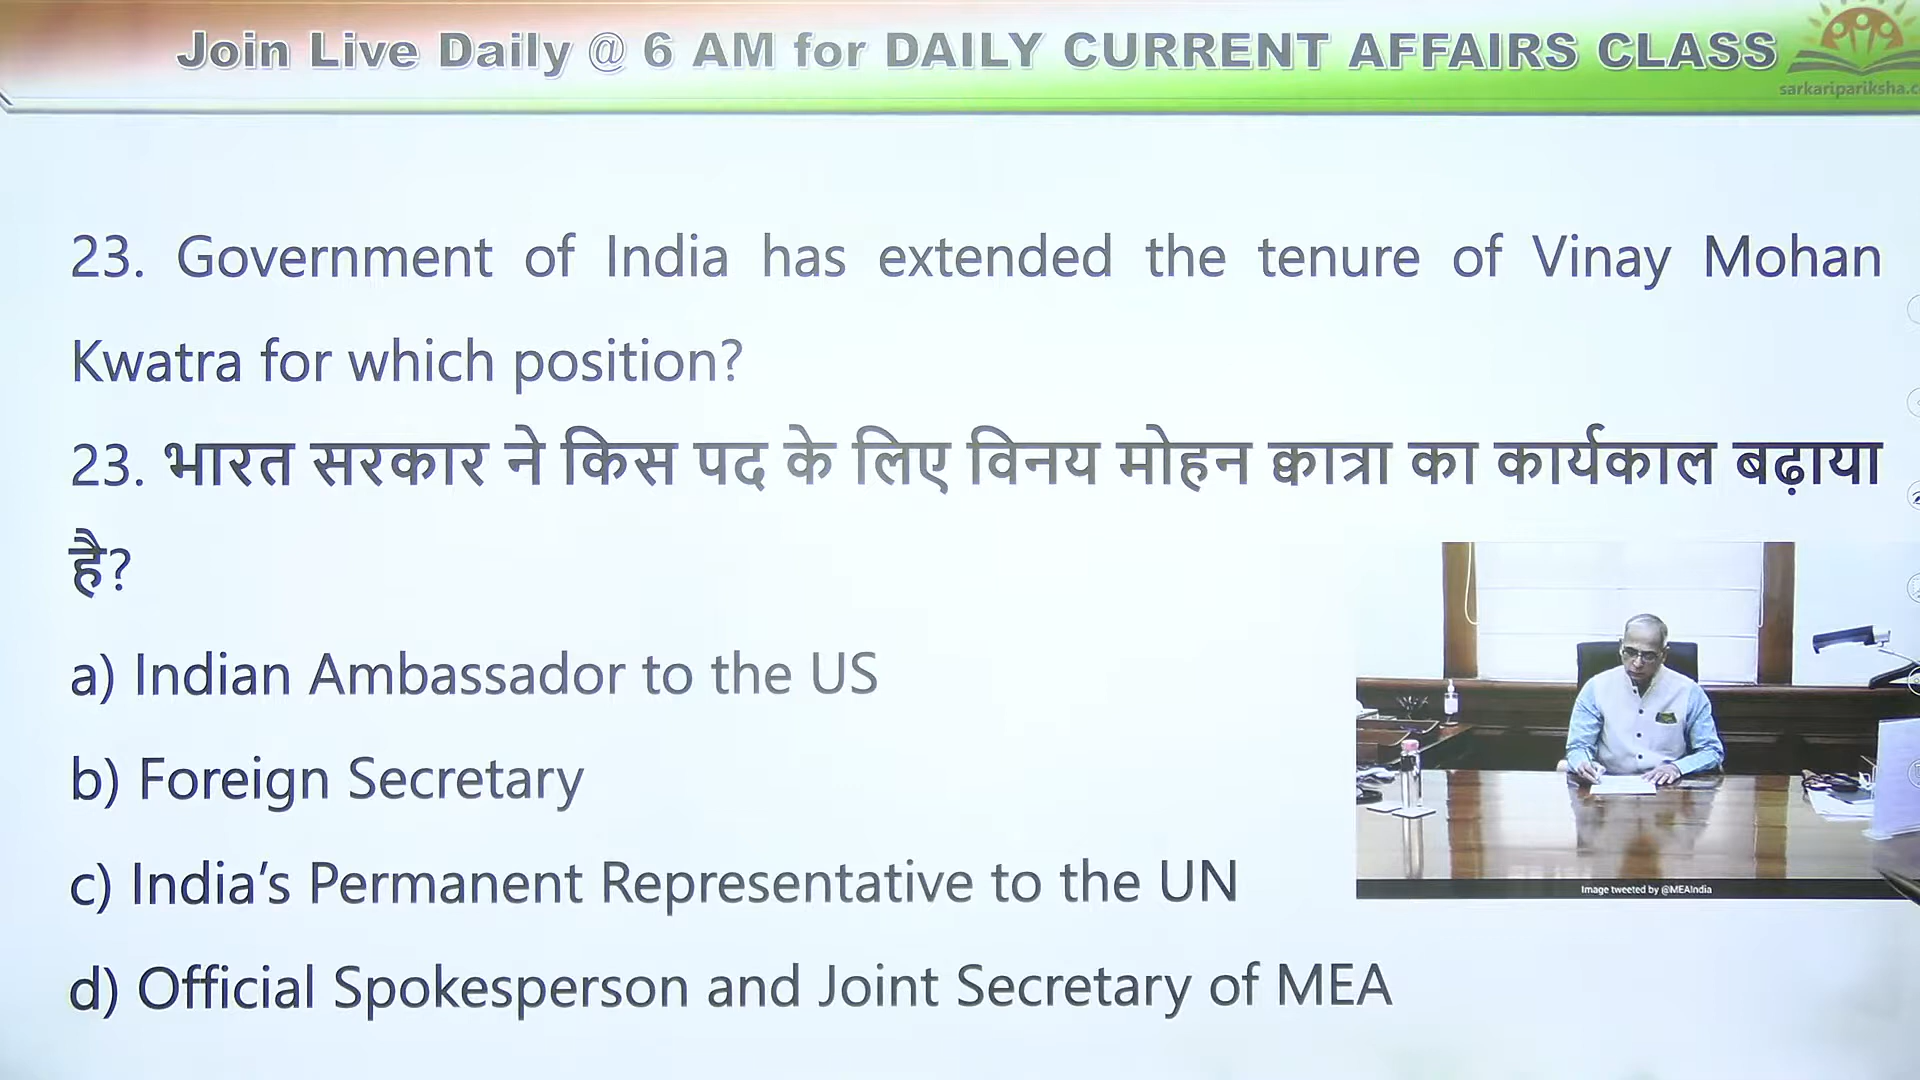 Join Live Daily @ 6 AM for DAILY CURRENT AFFAIRS CLASS
23. Government of India has extended the tenure of Vinay Mohan
Kwatra for which position?
23. भारत सरकार ने किस पद के लिए विनय मोहन क्वात्रा का कार्यकाल बढ़ाया
है?
a) Indian Ambassador to the US
b) Foreign Secretary
c) India’s Permanent Representative to the UN
d) Official Spokesperson and Joint Secretary of MEA
Image tweeted by @MEAIndia